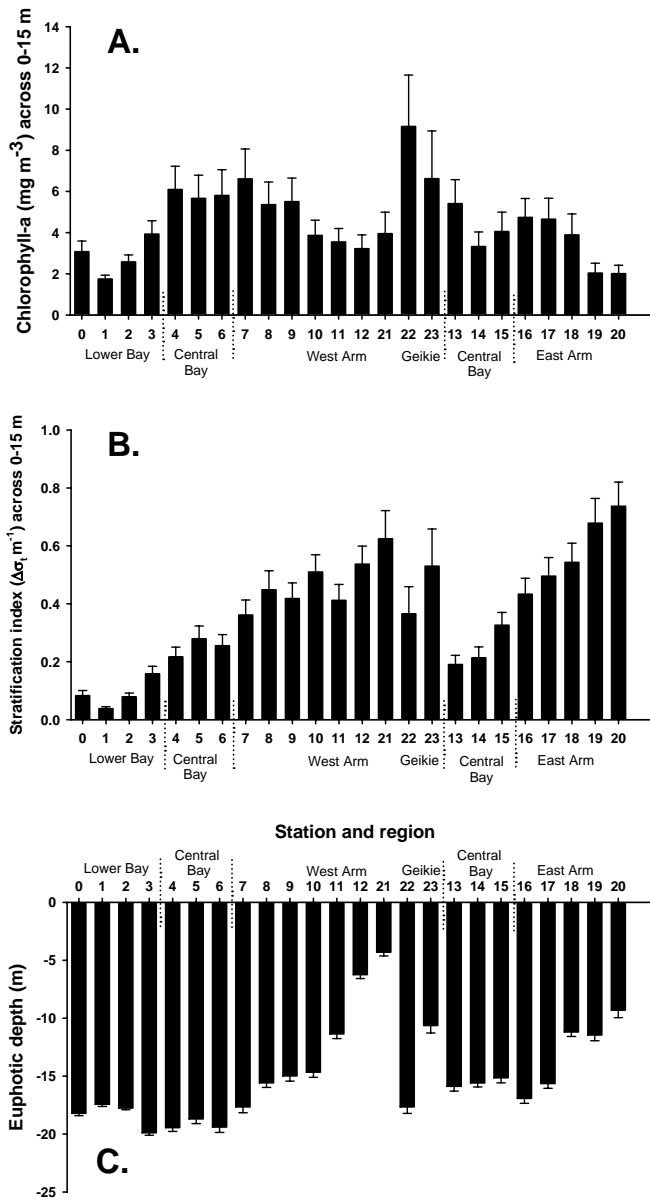 A.
Chlorophyll-a (mg m-3) across 0-15 m
14
12
10
8
6
4
2
0
0 1 2 3 4 5 6 7 8 9 10 11 12 21 22 23 13 14 15 16 17 18 19 20
Lower Bay Central Bay West Arm Geikie Central Bay East Arm
B.
Stratification index (Δσt m-1) across 0-15 m
1.0
0.8
0.6
0.4
0.2
0.0
0 1 2 3 4 5 6 7 8 9 10 11 12 21 22 23 13 14 15 16 17 18 19 20
Lower Bay Central Bay West Arm Geikie Central Bay East Arm
Station and region
Lower Bay Central Bay West Arm Geikie Central Bay East Arm
0 1 2 3 4 5 6 7 8 9 10 11 12 21 22 23 13 14 15 16 17 18 19 20
Euphotic depth (m)
0
-5
-10
-15
-20
-25
C.